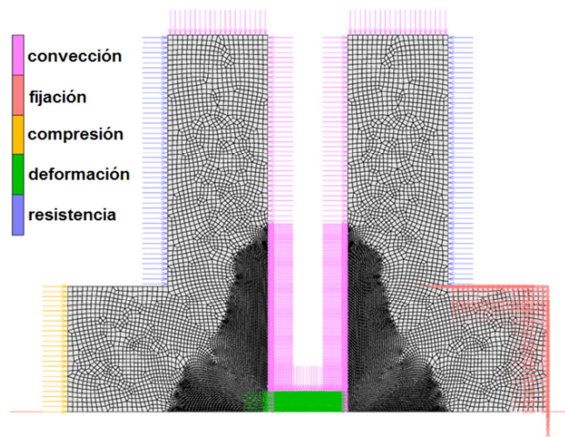 convección
fijación
compresión
deformación
resistencia